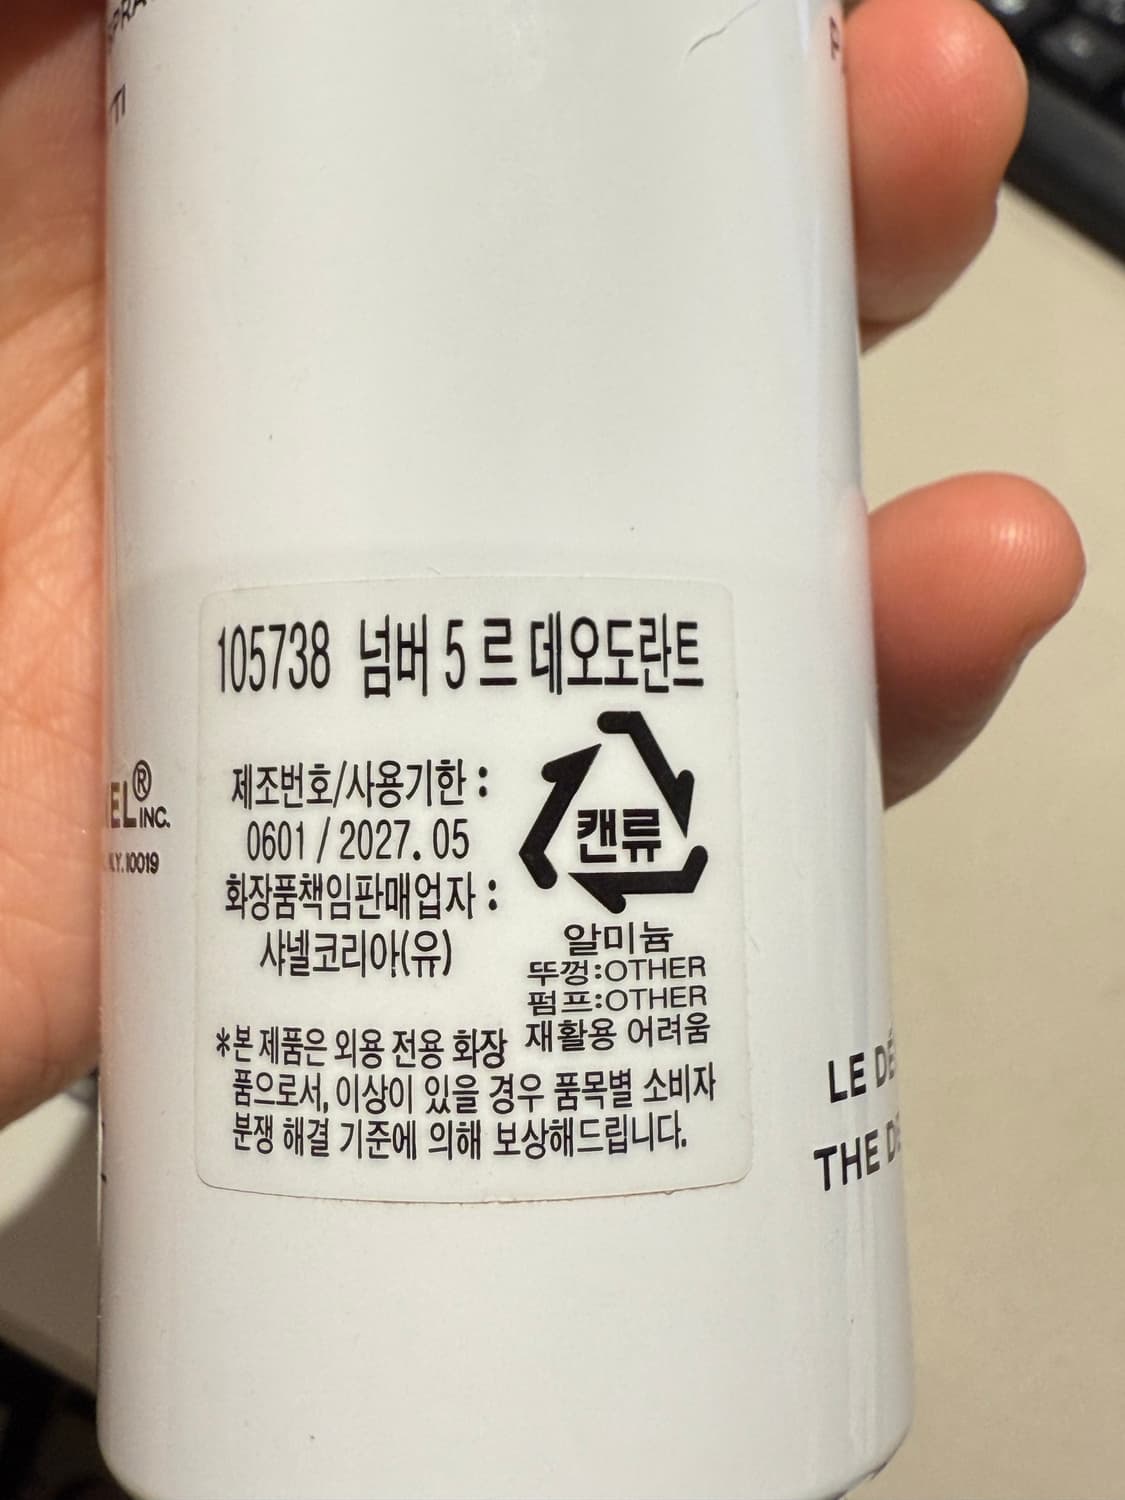 105738 넘버 5 르 데오도란트
제조번호/사용기한 :
0601 / 2027. 05
화장품책임판매업자 :
샤넬코리아(유)
캔류
알미늄
뚜껑:OTHER
펌프:OTHER
재활용 어려움
*본 제품은 외용 전용 화장
품으로서, 이상이 있을 경우 품목별 소비자
분쟁 해결 기준에 의해 보상해드립니다.
INC.
N.Y. 10019
LE
THE